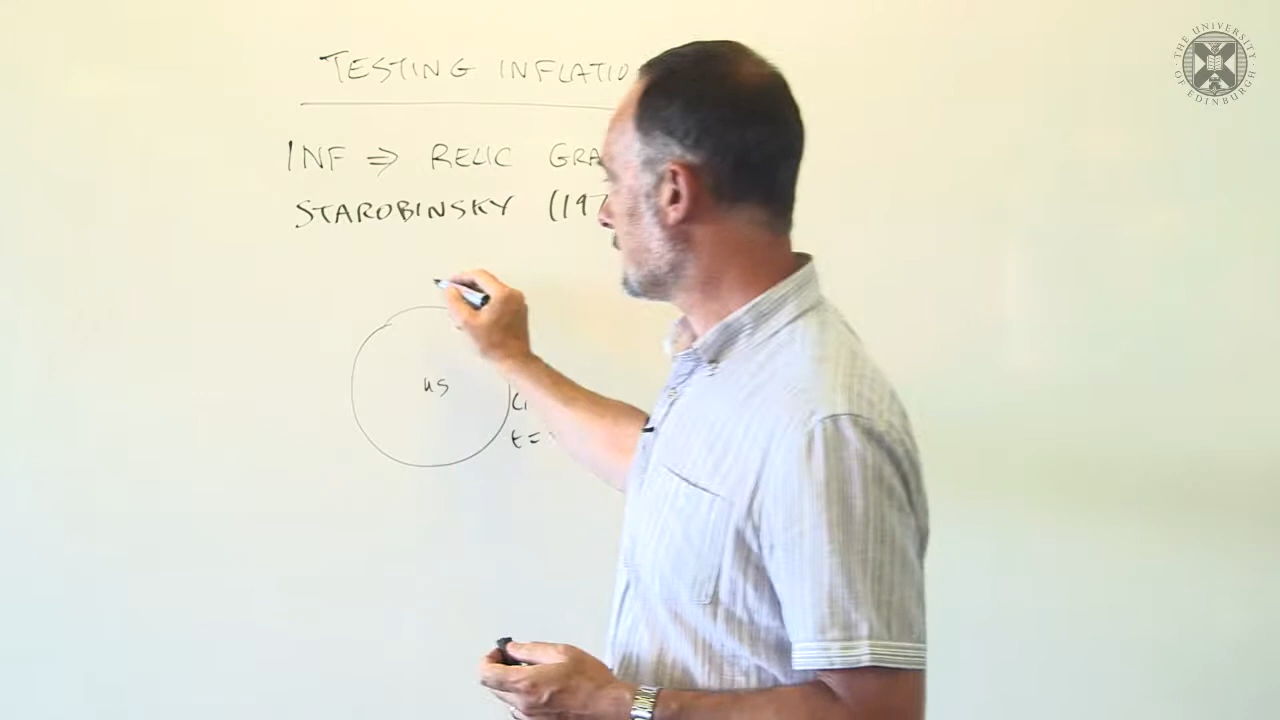 TESTING INFLATIO
INF ⇒ RELIC GRA
STAROBINSKY (197
us
t=
THE UNIVERSITY OF EDINBURGH